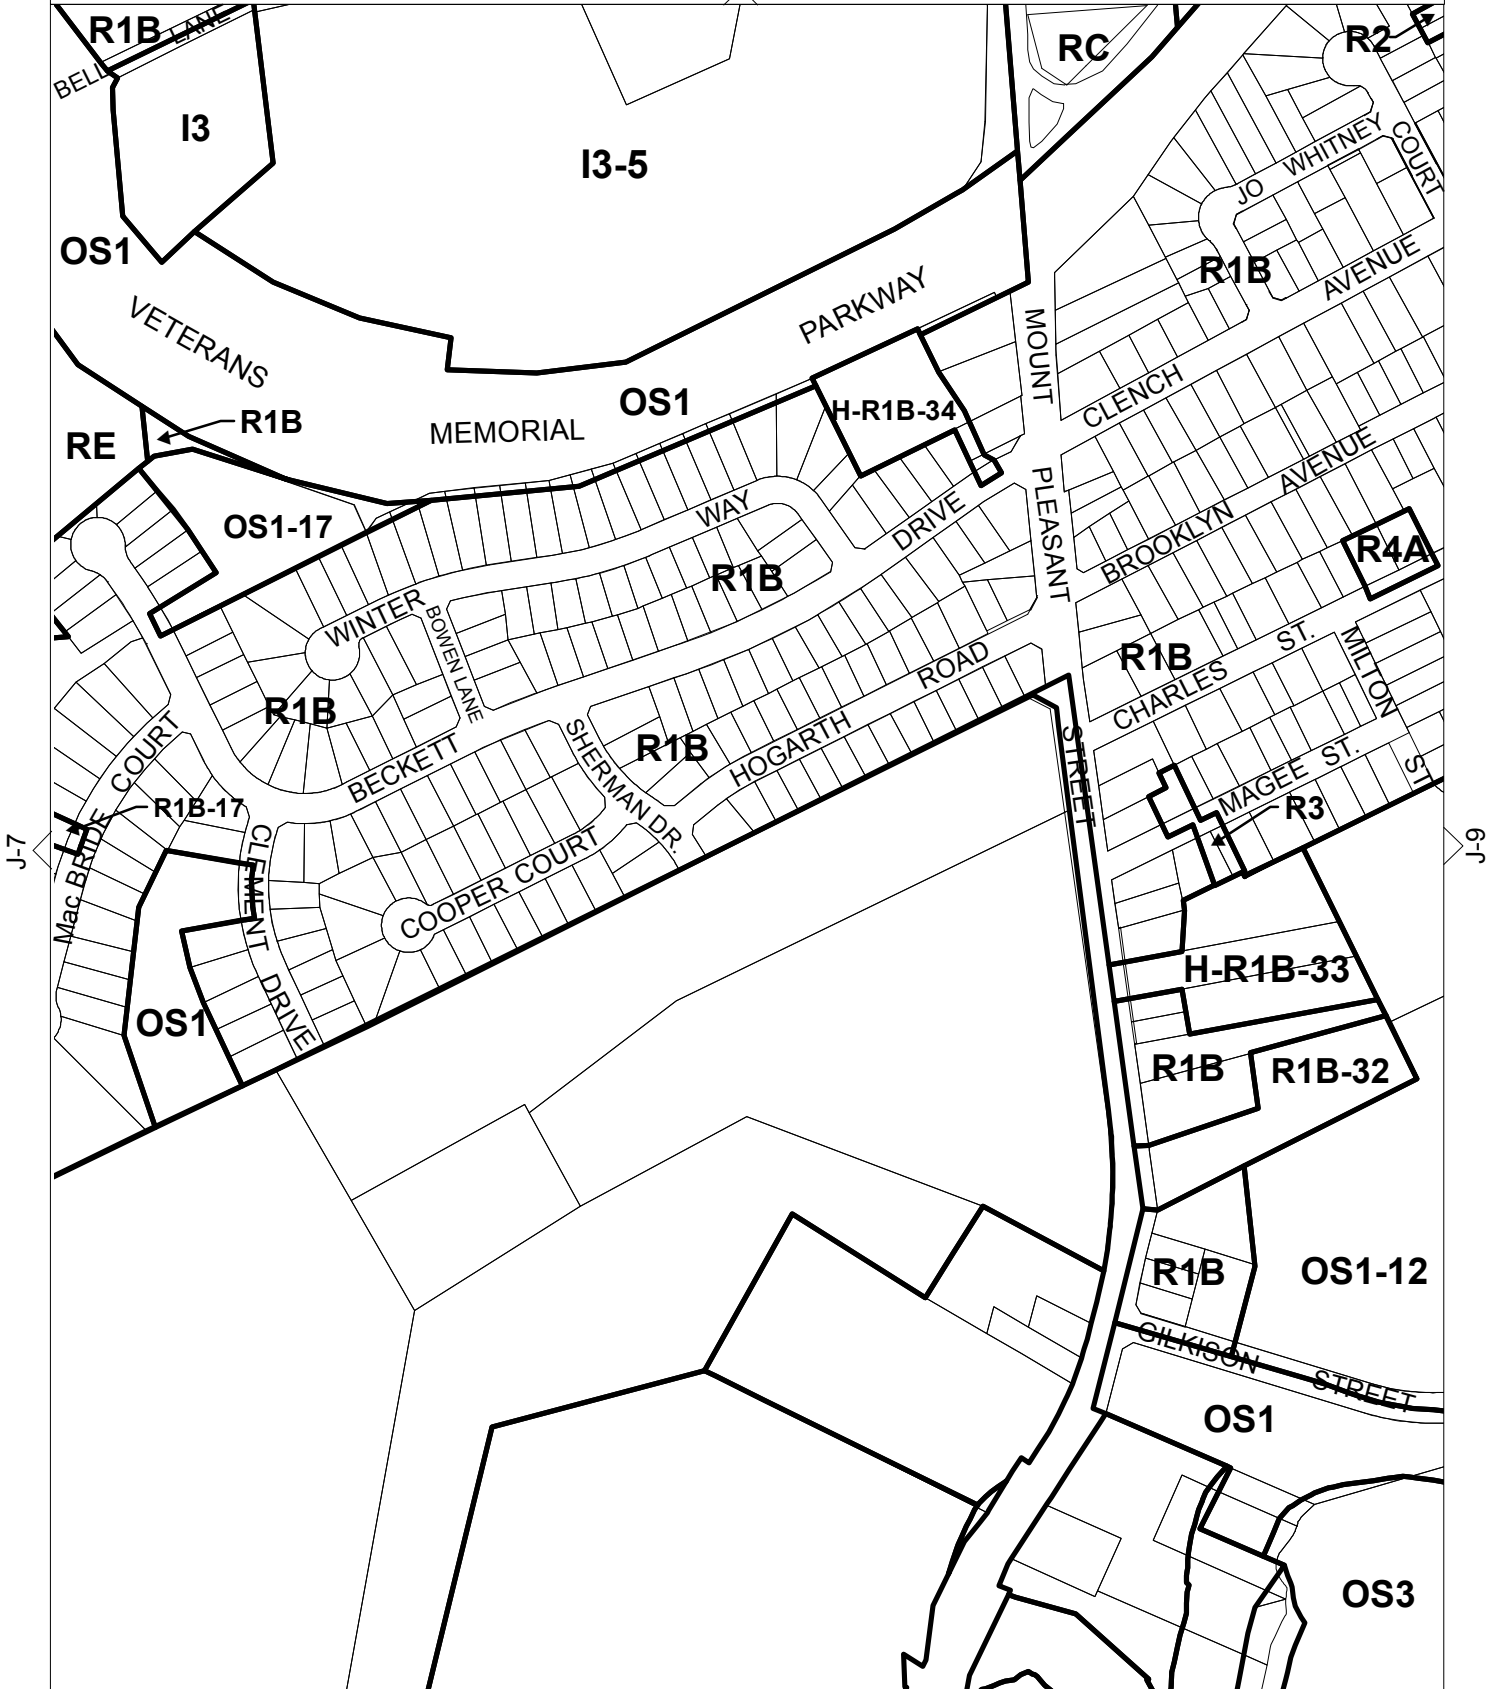 R1B
BELL LANE
I3
I3-5
RC
R2
JO WHITNEY
COURT
OS1
VETERANS
MEMORIAL
PARKWAY
R1B
AVENUE
MOUNT
PLEASANT
STREET
CLENCH
RE
R1B
OS1
H-R1B-34
OS1-17
WAY
WINTER
DRIVE
BECKETT
BROOKLYN
AVENUE
R4A
R1B
BOWEN LANE
R1B
R1B
CHARLES ST.
MILTON
ST
R1B
SHERMAN DR.
HOGARTH
ROAD
Mac BRIDE COURT
R1B-17
MAGEE ST.
R3
J-7
J-9
CLEMENT
DRIVE
COOPER COURT
OS1
H-R1B-33
R1B
R1B-32
R1B
OS1-12
GILKISON
STREET
OS1
OS3